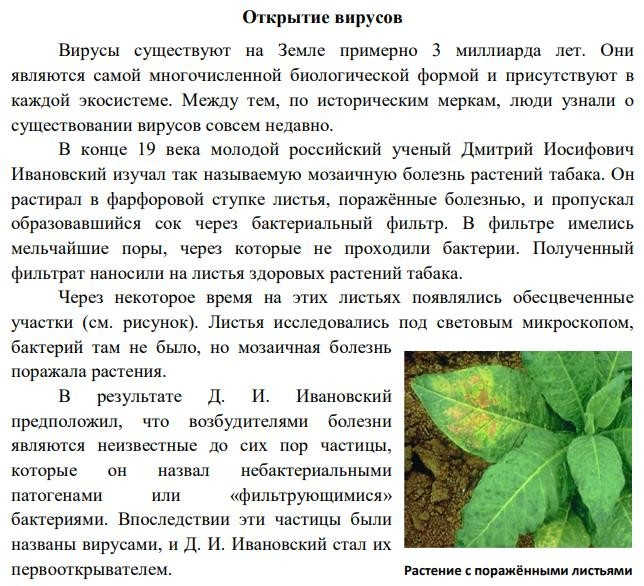 Открытие вирусов
Вирусы существуют на Земле примерно 3 миллиарда лет. Они
являются самой многочисленной биологической формой и присутствуют в
каждой экосистеме. Между тем, по историческим меркам, люди узнали о
существовании вирусов совсем недавно.
В конце 19 века молодой российский ученый Дмитрий Иосифович
Ивановский изучал так называемую мозаичную болезнь растений табака. Он
растирал в фарфоровой ступке листья, поражённые болезнью, и пропускал
образовавшийся сок через бактериальный фильтр. В фильтре имелись
мельчайшие поры, через которые не проходили бактерии. Полученный
фильтрат наносили на листья здоровых растений табака.
Через некоторое время на этих листьях появлялись обесцвеченные
участки (см. рисунок). Листья исследовались под световым микроскопом,
бактерий там не было, но мозаичная болезнь
поражала растения.
В результате Д. И. Ивановский
предположил, что возбудителями болезни
являются неизвестные до сих пор частицы,
которые он назвал небактериальными
патогенами или «фильтрующимися»
бактериями. Впоследствии эти частицы были
названы вирусами, и Д. И. Ивановский стал их
первооткрывателем.
Растение с поражёнными листьями